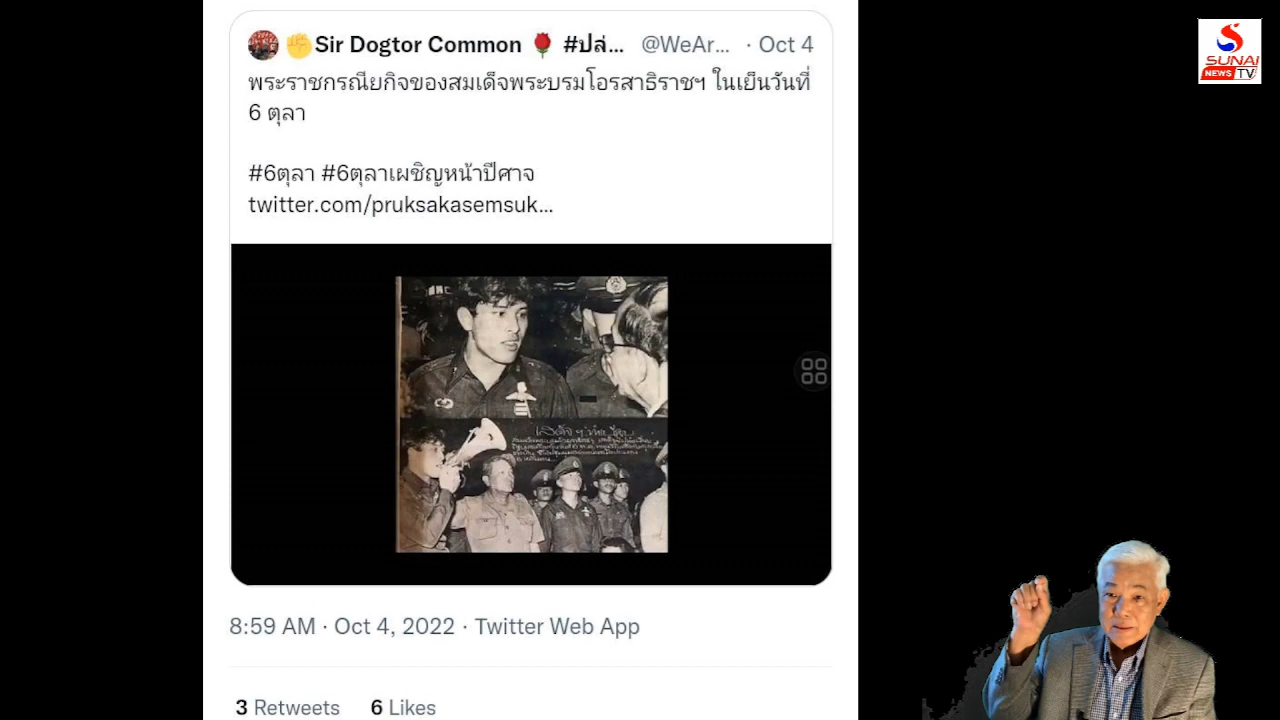 ✊Sir Dogtor Common 🌹 #ปล่... @WeAr... · Oct 4
พระราชกรณียกิจของสมเด็จพระบรมโอรสาธิราชฯ ในเย็นวันที่
6 ตุลา
#6ตุลา #6ตุลาเผชิญหน้าปีศาจ
twitter.com/pruksakasemsuk...
8:59 AM · Oct 4, 2022 · Twitter Web App
3 Retweets 6 Likes
SUNAI
NEWS TV